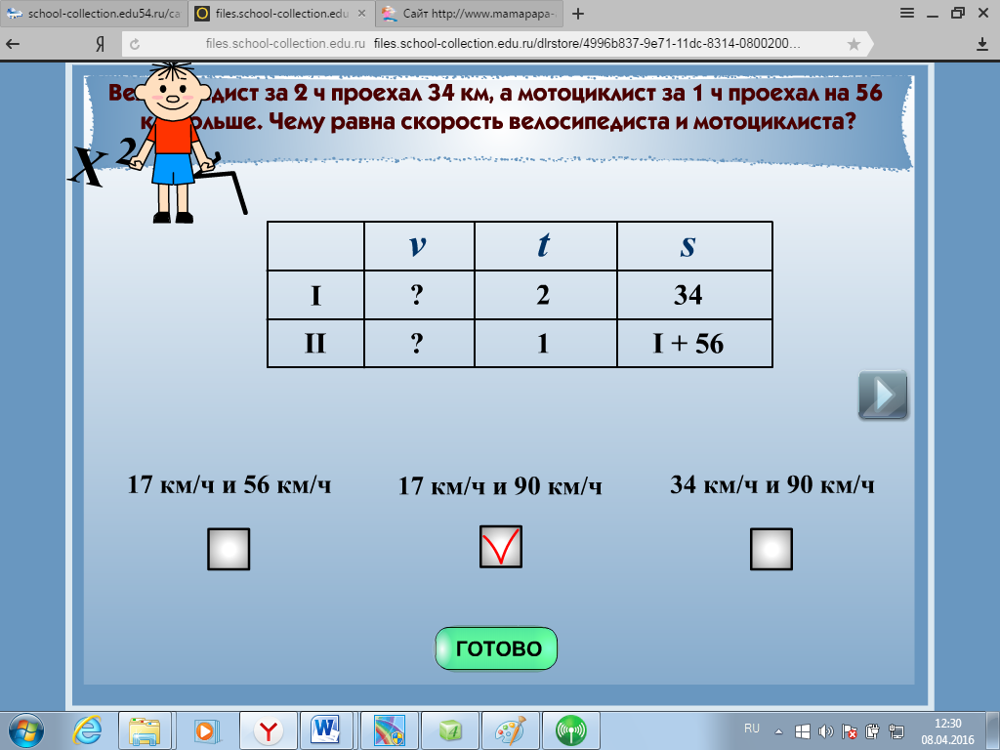 school-collection.edu54.ru/ca
files.school-collection.edu
Сайт http://www.mamapapa-
Я
files.school-collection.edu.ru files.school-collection.edu.ru/dlrstore/4996b837-9e71-11dc-8314-0800200...
дист за 2 ч проехал 34 км, а мотоциклист за 1 ч проехал на 56
ольше. Чему равна скорость велосипедиста и мотоциклиста?
X 2
v t s
I ? 2 34
II ? 1 I + 56
17 км/ч и 56 км/ч 17 км/ч и 90 км/ч 34 км/ч и 90 км/ч
ГОТОВО
RU
12:30
08.04.2016